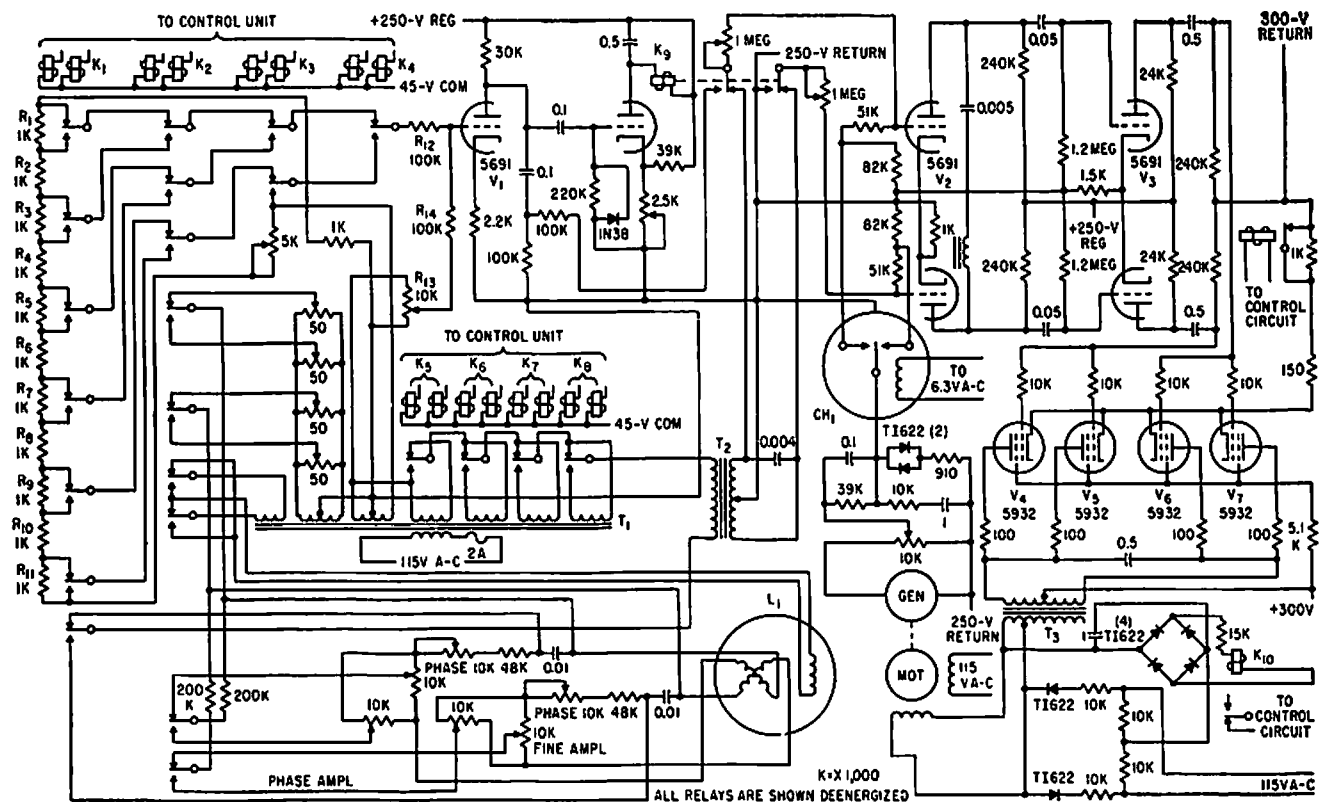 TO CONTROL UNIT
K1
K2
K3
K4
45-V COM
+250-V REG
30K
0.5
K9
1 MEG
250-V RETURN
1 MEG
0.05
0.5
300-V RETURN
240K
24K
0.005
R1 1K
R2 1K
R3 1K
R4 1K
R5 1K
R6 1K
R7 1K
R8 1K
R9 1K
R10 1K
R11 1K
R12 100K
0.1
5691 V1
0.1
39K
51K
82K
5691 V2
1.2MEG
1.5K
5691 V3
240K
R14 100K
2.2K
220K
1N38
2.5K
100K
100K
82K
1K
51K
+250-V REG
240K
1.2MEG
24K
240K
0.05
0.5
1K
TO CONTROL CIRCUIT
5K
1K
R13 10K
50
50
50
50
TO CONTROL UNIT
K5
K6
K7
K8
45-V COM
T1
115V A-C
2A
T2
0.004
CH1
TO 6.3VA-C
0.1
TI622 (2)
910
39K
10K
1
10K
GEN
MOT
250-V RETURN
115 VA-C
10K
10K
10K
10K
150
V4 5932
V5 5932
V6 5932
V7 5932
100
100
100
100
5.1 K
0.5
T3
+300V
1
(4) TI622
15K
K10
TI622
10K
10K
10K
TI622
10K
TO CONTROL CIRCUIT
115VA-C
L1
PHASE 10K
48K
0.01
10K
200 K
200K
10K
10K
PHASE 10K
48K
0.01
10K FINE AMPL
PHASE AMPL
K=X1,000
ALL RELAYS ARE SHOWN DEENERGIZED